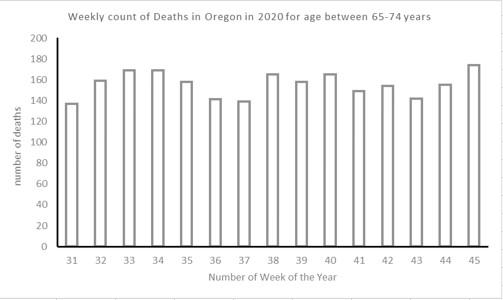 Weekly count of Deaths in Oregon in 2020 for age between 65-74 years
200
180
160
140
120
100
80
60
40
20
0
number of deaths
31 32 33 34 35 36 37 38 39 40 41 42 43 44 45
Number of Week of the Year